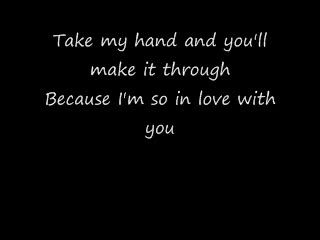 Take my hand and you'll
make it through
Because I'm so in love with
you